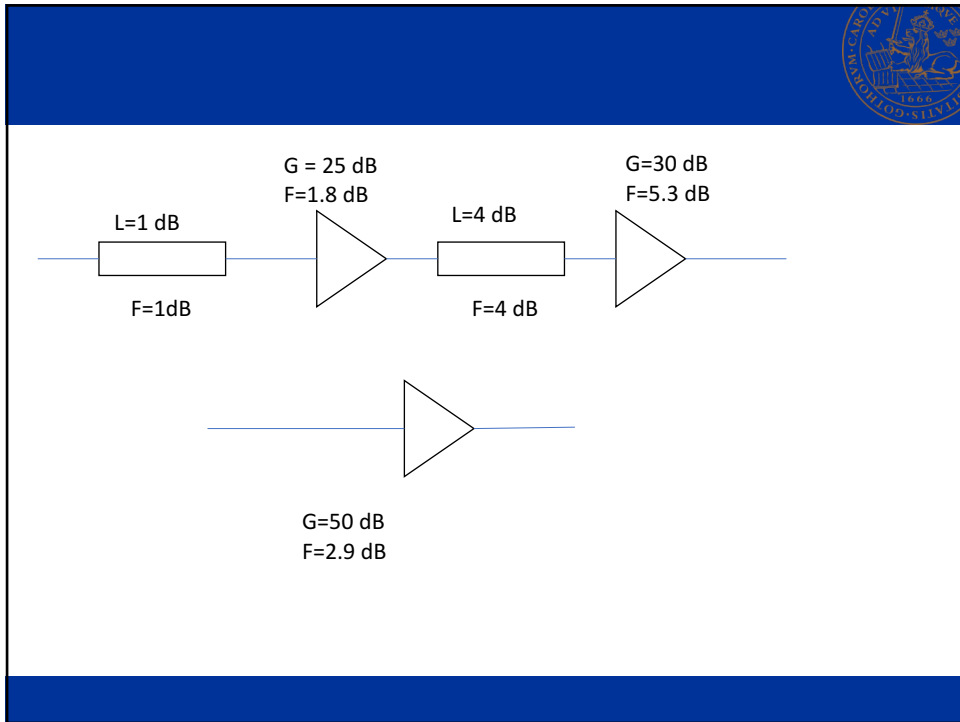 G = 25 dB
F=1.8 dB
G=30 dB
F=5.3 dB
L=1 dB
L=4 dB
F=1dB
F=4 dB
G=50 dB
F=2.9 dB
1666